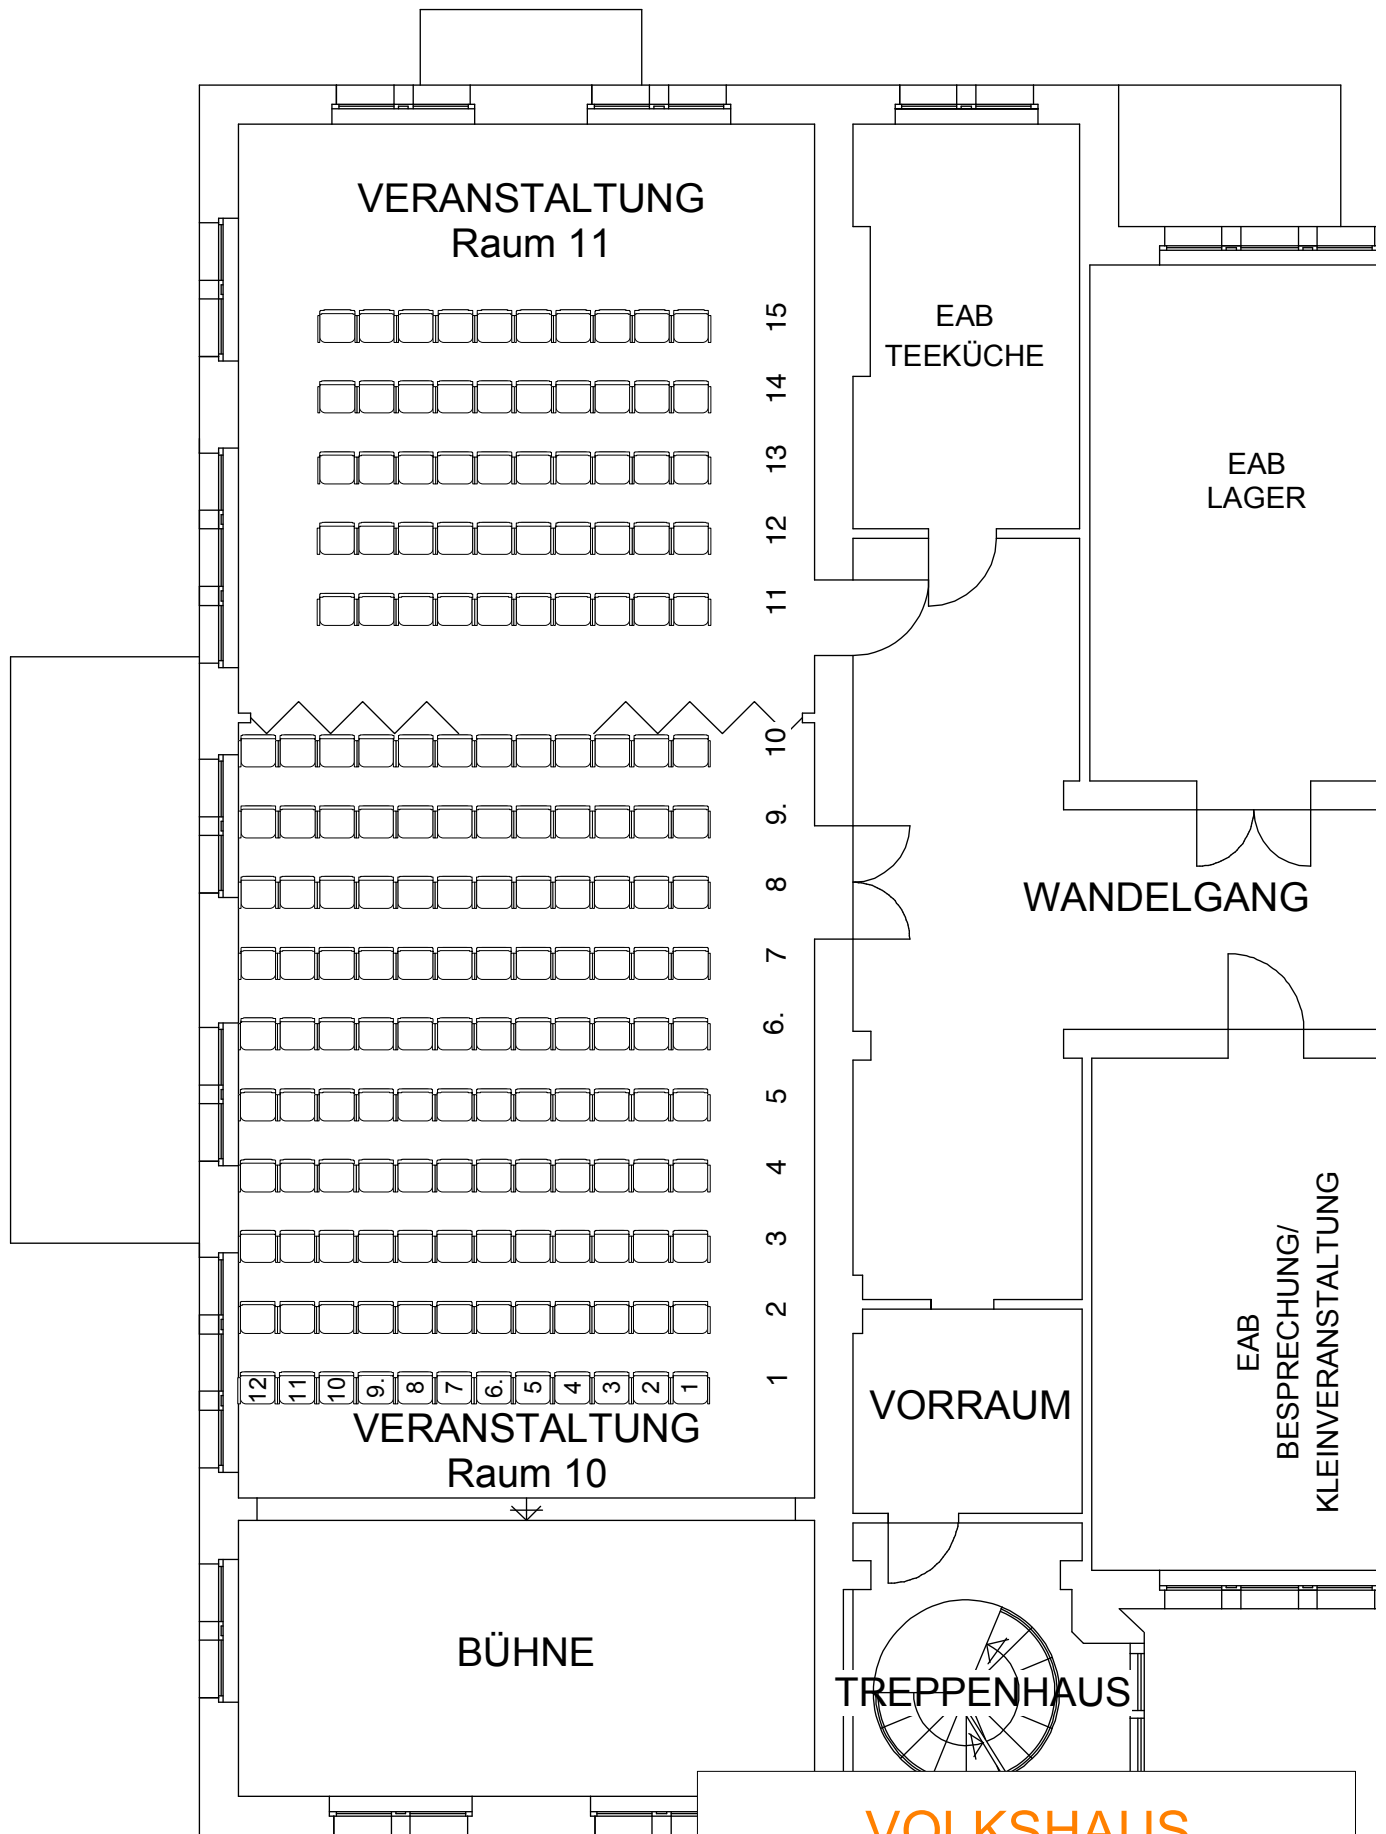 VERANSTALTUNG
Raum 11
15
14
13
12
11
EAB
TEEKÜCHE
EAB
LAGER
10
9.
8
7
6.
5
4
3
2
1
WANDELGANG
12 11 10 9. 8 7 6. 5 4 3 2 1
VERANSTALTUNG
Raum 10
VORRAUM
EAB
BESPRECHUNG/
KLEINVERANSTALTUNG
BÜHNE
TREPPENHAUS
VOLKSHAUS